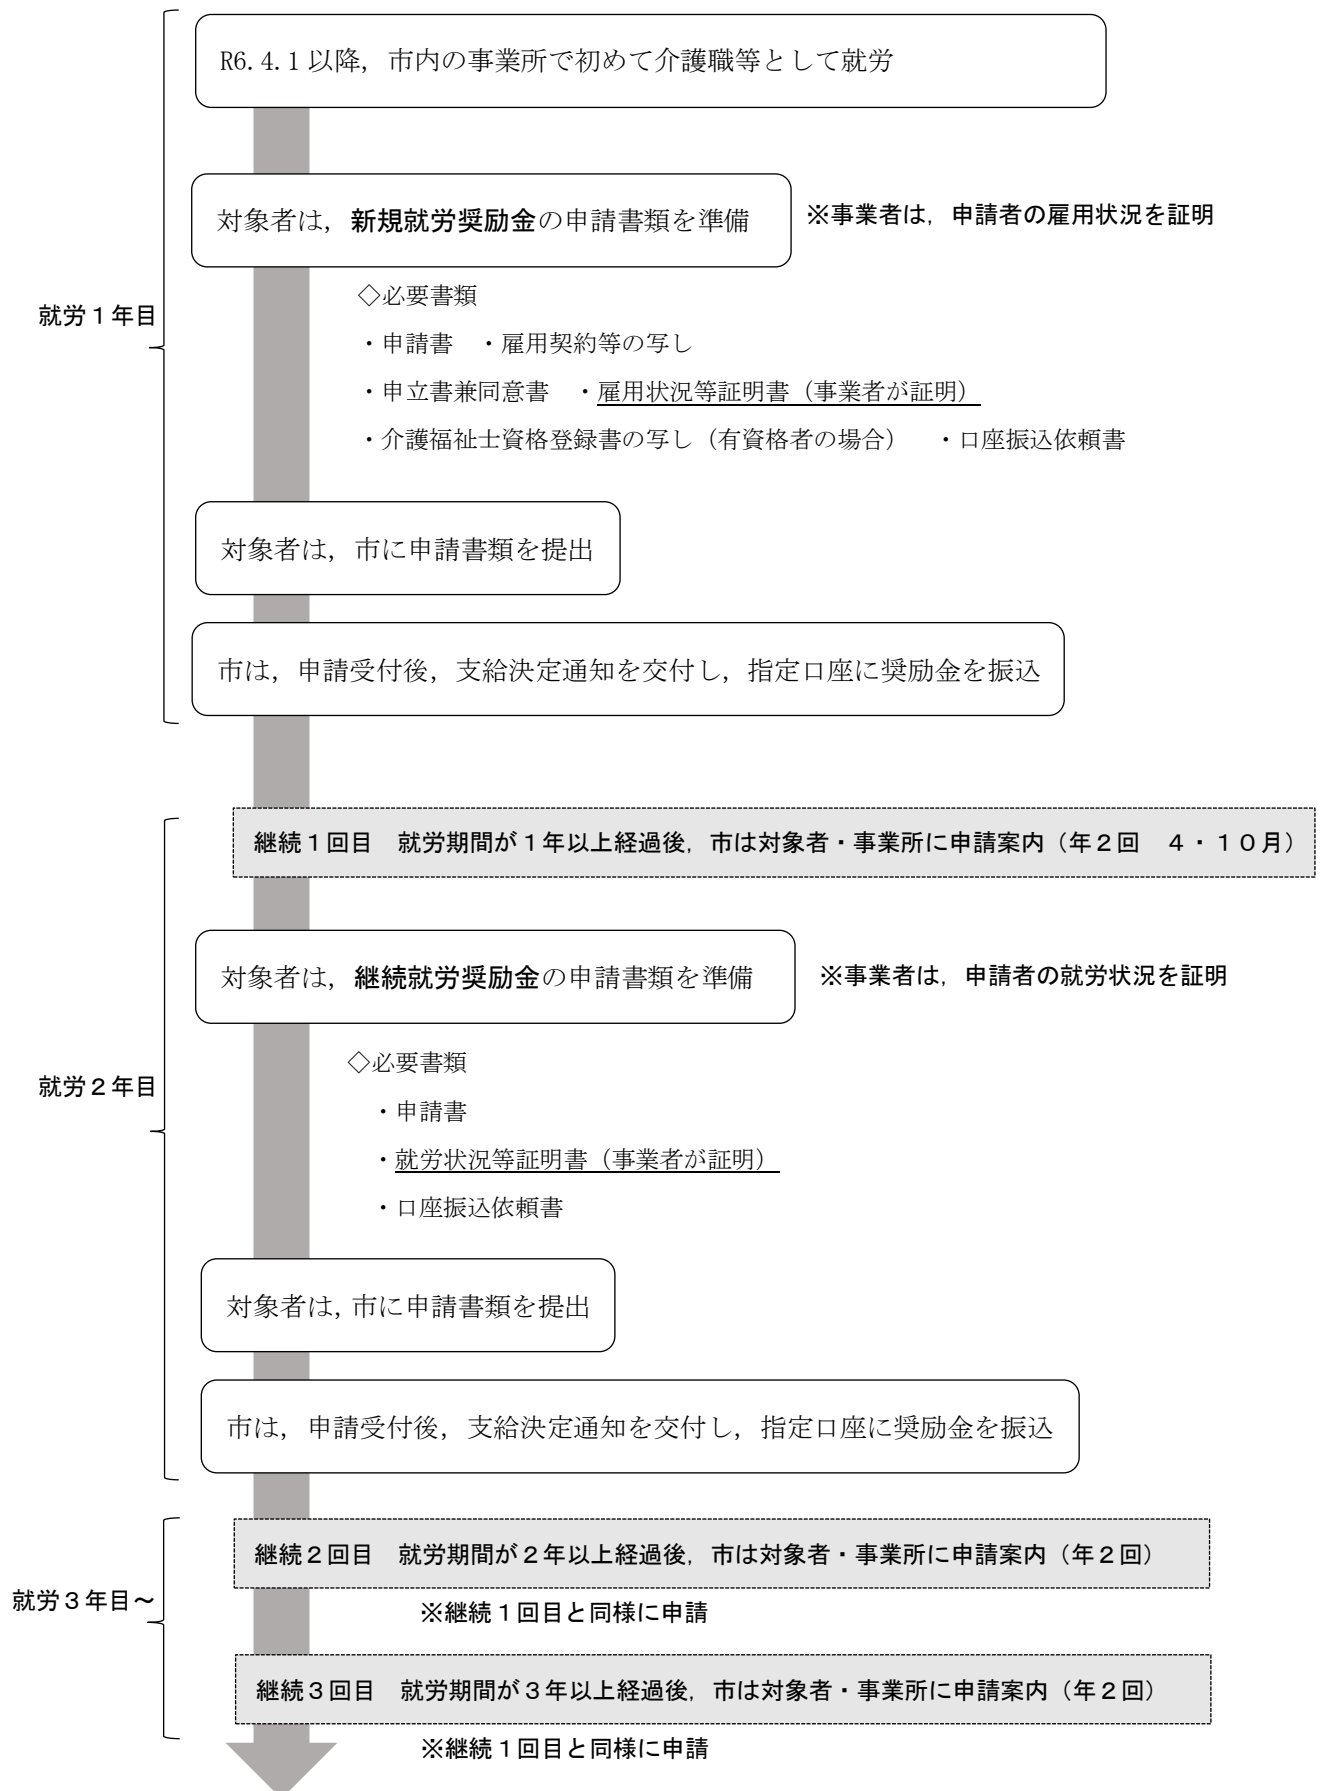 R6.4.1以降，市内の事業所で初めて介護職等として就労
対象者は，新規就労奨励金の申請書類を準備
※事業者は，申請者の雇用状況を証明
就労１年目
◇必要書類
・申請書　・雇用契約等の写し
・申立書兼同意書　・雇用状況等証明書（事業者が証明）
・介護福祉士資格登録書の写し（有資格者の場合）　・口座振込依頼書
対象者は，市に申請書類を提出
市は，申請受付後，支給決定通知を交付し，指定口座に奨励金を振込
継続１回目　就労期間が１年以上経過後，市は対象者・事業所に申請案内（年２回　４・１０月）
対象者は，継続就労奨励金の申請書類を準備
※事業者は，申請者の就労状況を証明
就労２年目
◇必要書類
・申請書
・就労状況等証明書（事業者が証明）
・口座振込依頼書
対象者は，市に申請書類を提出
市は，申請受付後，支給決定通知を交付し，指定口座に奨励金を振込
継続２回目　就労期間が２年以上経過後，市は対象者・事業所に申請案内（年２回）
就労３年目～
※継続１回目と同様に申請
継続３回目　就労期間が３年以上経過後，市は対象者・事業所に申請案内（年２回）
※継続１回目と同様に申請